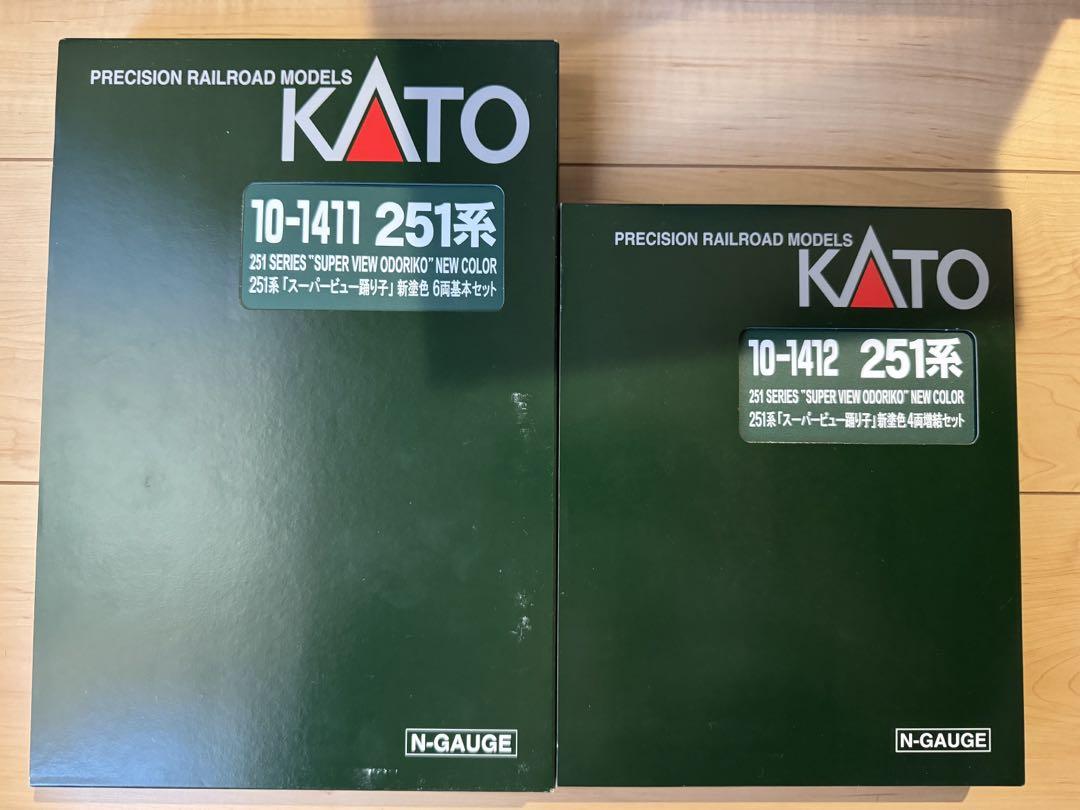 PRECISION RAILROAD MODELS
KATO
10-1411 251系
251 SERIES "SUPER VIEW ODORIKO" NEW COLOR
251系「スーパービュー踊り子」新塗色 6両基本セット
N-GAUGE
PRECISION RAILROAD MODELS
KATO
10-1412 251系
251 SERIES "SUPER VIEW ODORIKO" NEW COLOR
251系「スーパービュー踊り子」新塗色 4両増結セット
N-GAUGE